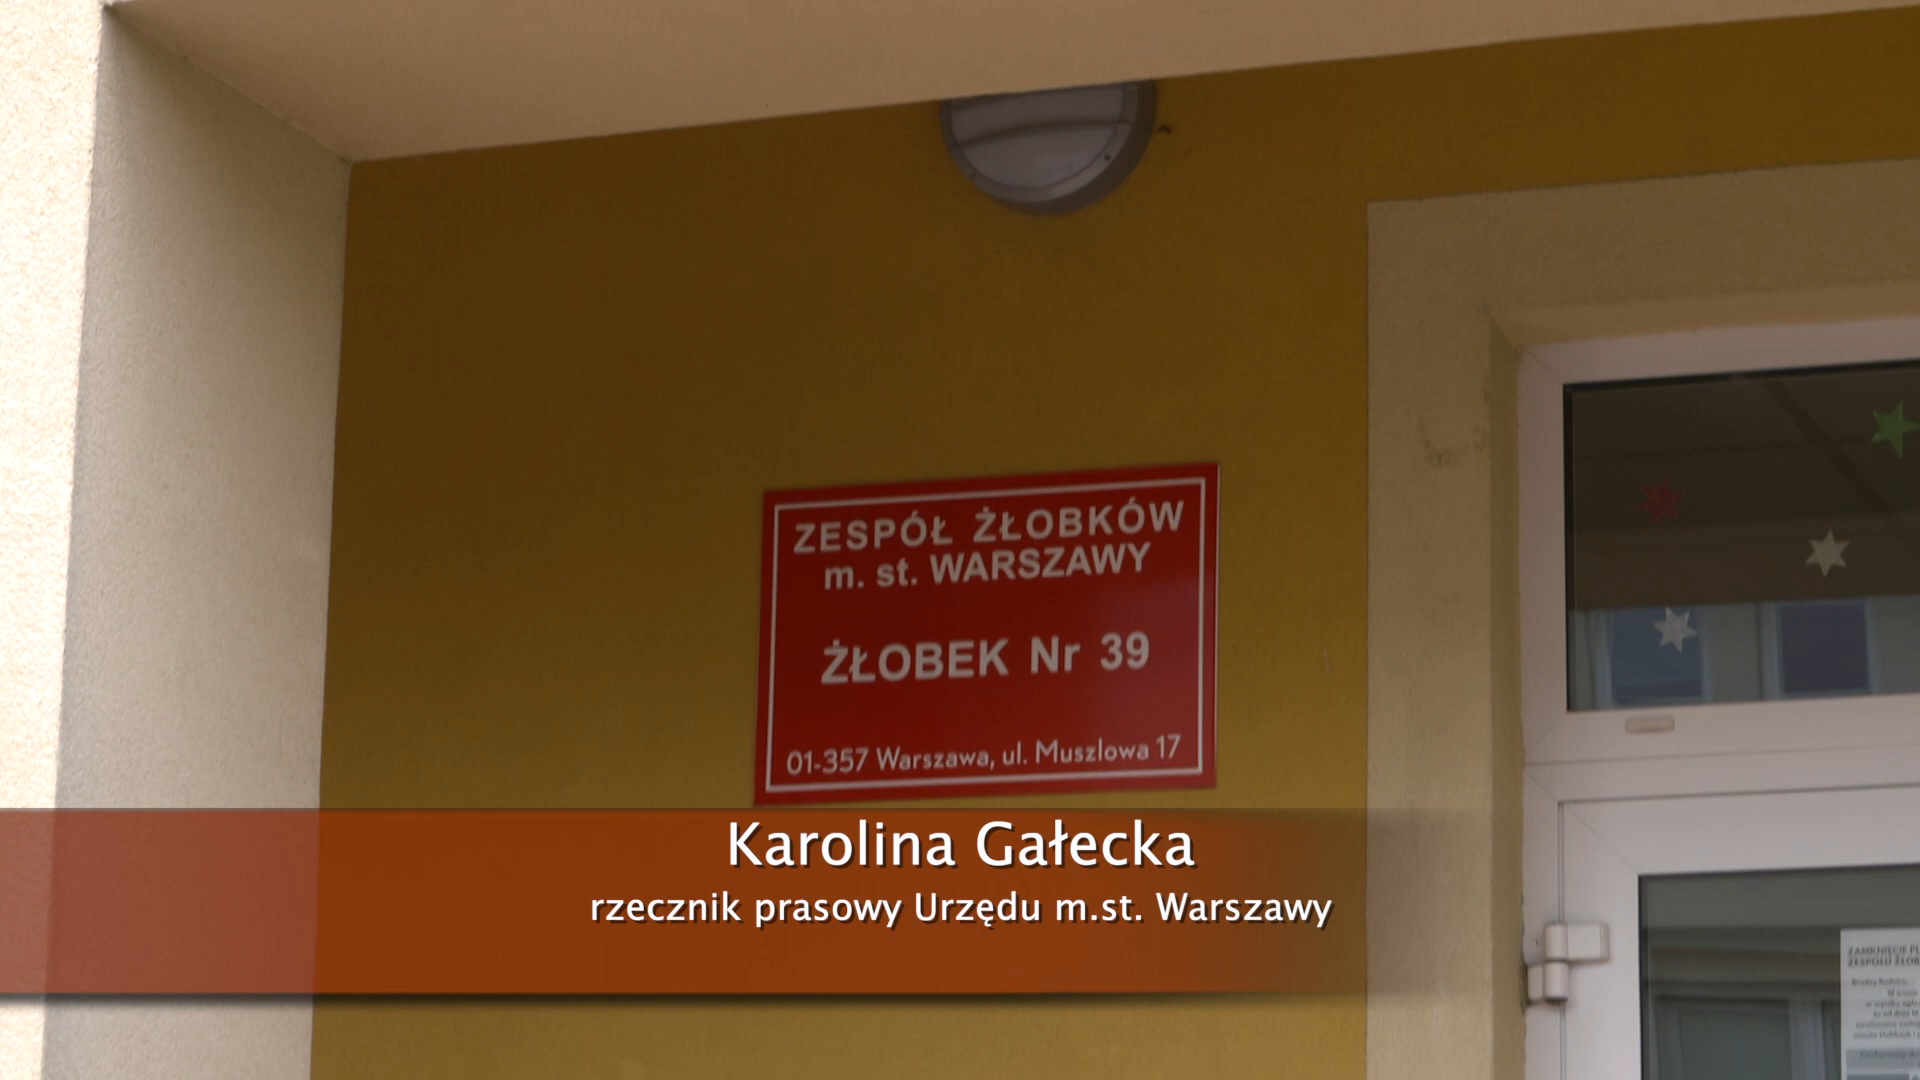 ZESPÓŁ ŻŁOBKÓW
m. st. WARSZAWY
ŻŁOBEK Nr 39
01-357 Warszawa, ul. Muszlowa 17
Karolina Gałecka
rzecznik prasowy Urzędu m.st. Warszawy
ZAMKNIĘCIE